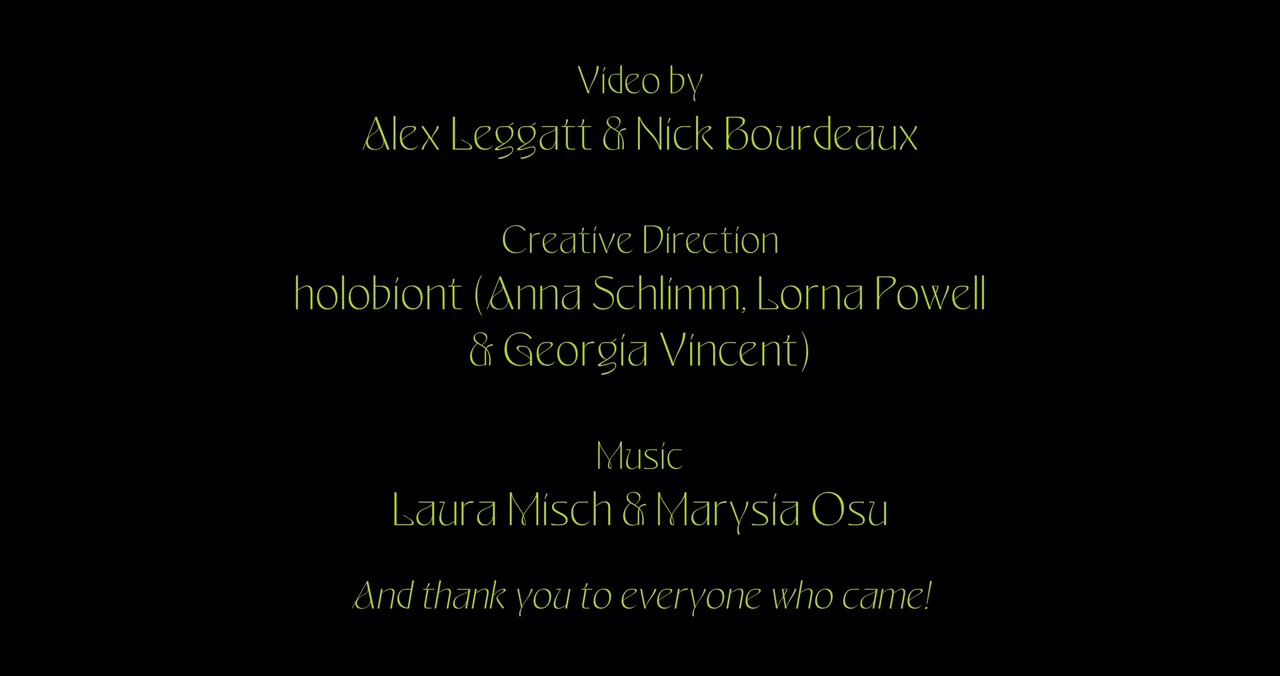 Video by
Alex Leggatt & Nick Bourdeaux
Creative Direction
holobiont (Anna Schlimm, Lorna Powell
& Georgia Vincent)
Music
Laura Misch & Marysia Osu
And thank you to everyone who came!